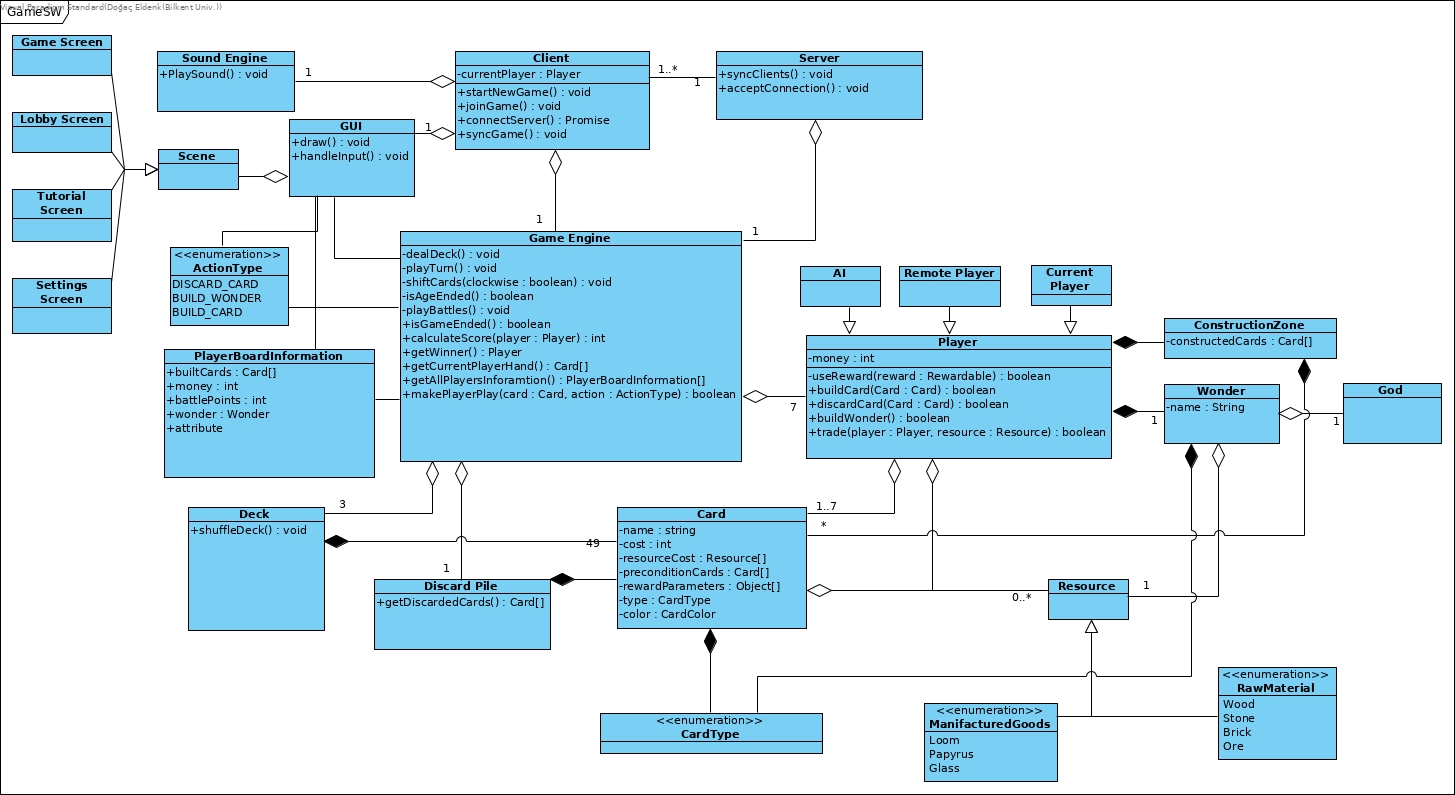 Visual Paradigm Standard(Doğaç Eldenk(Bilkent Univ.))
GameSW
Game Screen
Lobby Screen
Tutorial
Screen
Settings
Screen
Scene
Sound Engine
+PlaySound() : void
1
GUI
+draw() : void
+handleInput() : void
1
Client
-currentPlayer : Player
+startNewGame() : void
+joinGame() : void
+connectServer() : Promise
+syncGame() : void
1..*
1
Server
+syncClients() : void
+acceptConnection() : void
1
1
<<enumeration>>
ActionType
DISCARD_CARD
BUILD_WONDER
BUILD_CARD
PlayerBoardInformation
+builtCards : Card[]
+money : int
+battlePoints : int
+wonder : Wonder
+attribute
Game Engine
-dealDeck() : void
-playTurn() : void
-shiftCards(clockwise : boolean) : void
-isAgeEnded() : boolean
-playBattles() : void
+isGameEnded() : boolean
+calculateScore(player : Player) : int
+getWinner() : Player
+getCurrentPlayerHand() : Card[]
+getAllPlayersInforamtion() : PlayerBoardInformation[]
+makePlayerPlay(card : Card, action : ActionType) : boolean
7
AI
Remote Player
Current
Player
Player
-money : int
-useReward(reward : Rewardable) : boolean
+buildCard(Card : Card) : boolean
+discardCard(Card : Card) : boolean
+buildWonder() : boolean
+trade(player : Player, resource : Resource) : boolean
ConstructionZone
-constructedCards : Card[]
Wonder
-name : String
1
God
1
Deck
+shuffleDeck() : void
3
49
1
Discard Pile
+getDiscardedCards() : Card[]
Card
-name : string
-cost : int
-resourceCost : Resource[]
-preconditionCards : Card[]
-rewardParameters : Object[]
-type : CardType
-color : CardColor
1..7
*
0..*
Resource
1
<<enumeration>>
CardType
<<enumeration>>
ManifacturedGoods
Loom
Papyrus
Glass
<<enumeration>>
RawMaterial
Wood
Stone
Brick
Ore